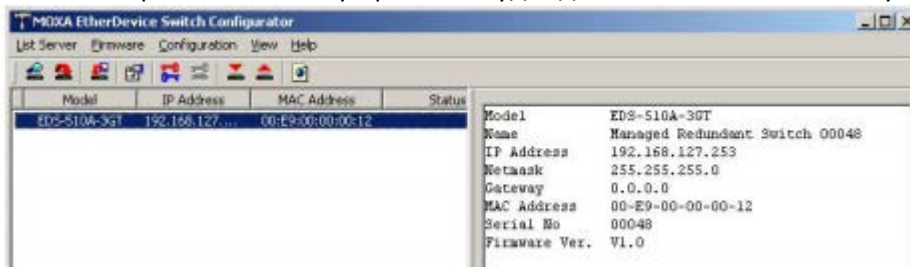 MOXA EtherDevice Switch Configurator
List Server Firmware Configuration View Help
Model IP Address MAC Address Status
EDS-510A-3GT 192.168.127.... 00:E9:00:00:00:12
Model EDS-510A-3GT
Name Managed Redundant Switch 00048
IP Address 192.168.127.253
Netmask 255.255.255.0
Gateway 0.0.0.0
MAC Address 00-E9-00-00-00-12
Serial No 00048
Firmware Ver. V1.0